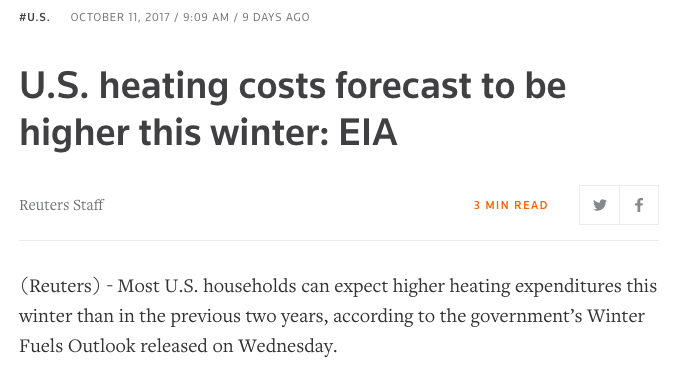 #U.S. OCTOBER 11, 2017 / 9:09 AM / 9 DAYS AGO
U.S. heating costs forecast to be
higher this winter: EIA
Reuters Staff 3 MIN READ
(Reuters) - Most U.S. households can expect higher heating expenditures this
winter than in the previous two years, according to the government’s Winter
Fuels Outlook released on Wednesday.